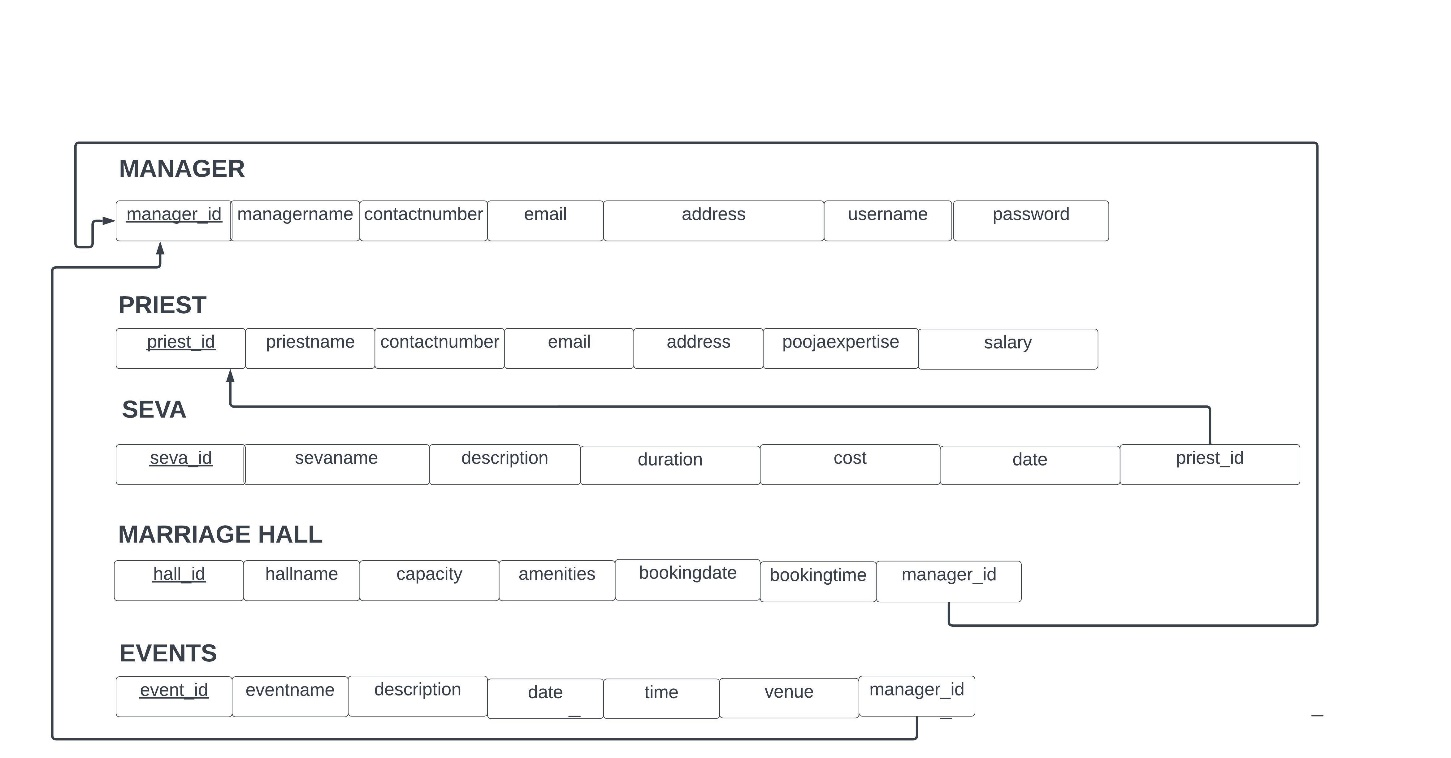 MANAGER
manager_id managername contactnumber email address username password
PRIEST
priest_id priestname contactnumber email address poojaexpertise salary
SEVA
seva_id sevaname description duration cost date priest_id
MARRIAGE HALL
hall_id hallname capacity amenities bookingdate bookingtime manager_id
EVENTS
event_id eventname description date time venue manager_id